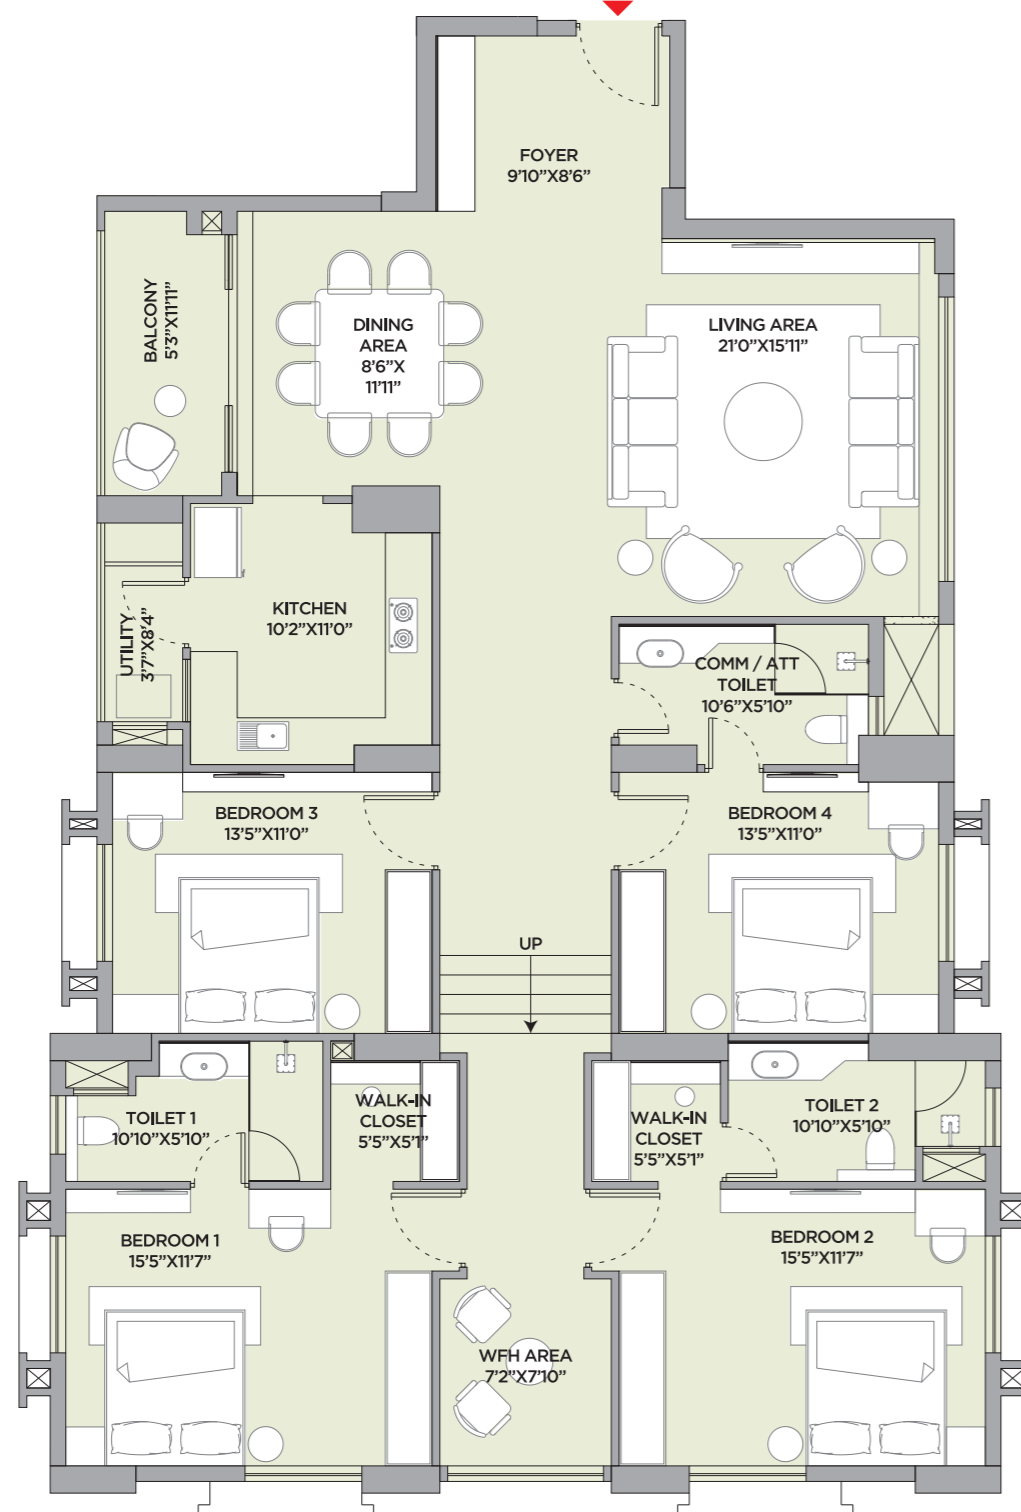 FOYER
9'10”X8'6”
BALCONY
5'3”X11'11”
DINING
AREA
8'6”X
11'11”
LIVING AREA
21'0”X15'11”
UTILITY
3'7”X8'4”
KITCHEN
10'2”X11'0”
COMM / ATT
TOILET
10'6”X5'10”
BEDROOM 3
13'5”X11'0”
BEDROOM 4
13'5”X11'0”
UP
TOILET 1
10'10”X5'10”
WALK-IN
CLOSET
5'5”X5'1”
WALK-IN
CLOSET
5'5”X5'1”
TOILET 2
10'10”X5'10”
BEDROOM 1
15'5”X11'7”
BEDROOM 2
15'5”X11'7”
WFH AREA
7'2”X7'10”